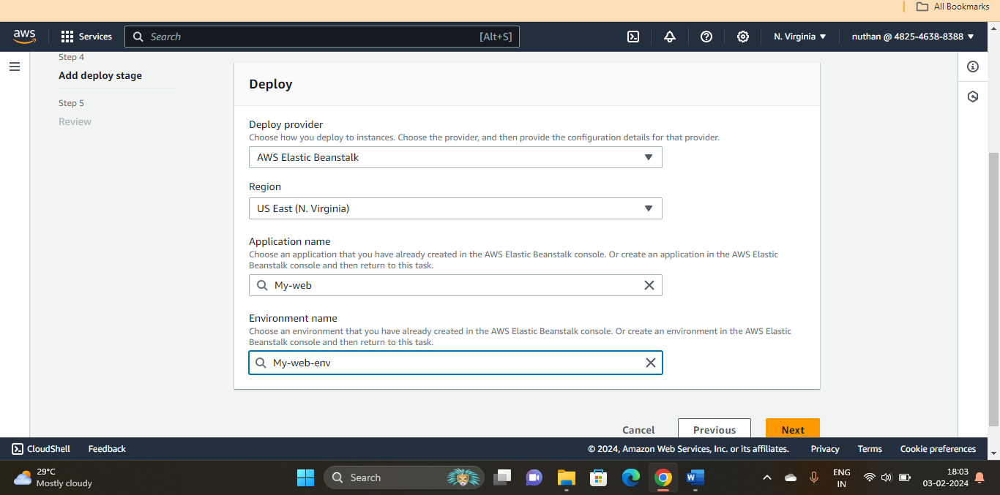 All Bookmarks
aws
Services
Search
[Alt+S]
N. Virginia
nuthan @ 4825-4638-8388
Step 4
Add deploy stage
Step 5
Review
Deploy
Deploy provider
Choose how you deploy to instances. Choose the provider, and then provide the configuration details for that provider.
AWS Elastic Beanstalk
Region
US East (N. Virginia)
Application name
Choose an application that you have already created in the AWS Elastic Beanstalk console. Or create an application in the AWS Elastic
Beanstalk console and then return to this task.
My-web
Environment name
Choose an environment that you have already created in the AWS Elastic Beanstalk console. Or create an environment in the AWS Elastic
Beanstalk console and then return to this task.
My-web-env
Cancel
Previous
Next
CloudShell
Feedback
© 2024, Amazon Web Services, Inc. or its affiliates.
Privacy
Terms
Cookie preferences
29°C
Mostly cloudy
Search
W
ENG
IN
18:03
03-02-2024